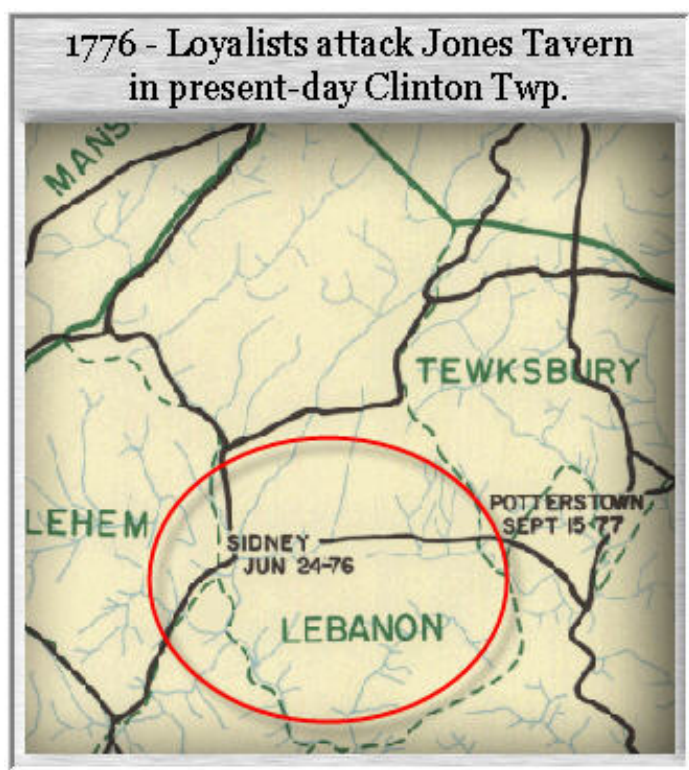 1776 - Loyalists attack Jones Tavern
in present-day Clinton Twp.
MANS
TEWKSBURY
POTTERSTOWN
SEPT 15-77
LEHEM
SIDNEY
JUN 24-76
LEBANON